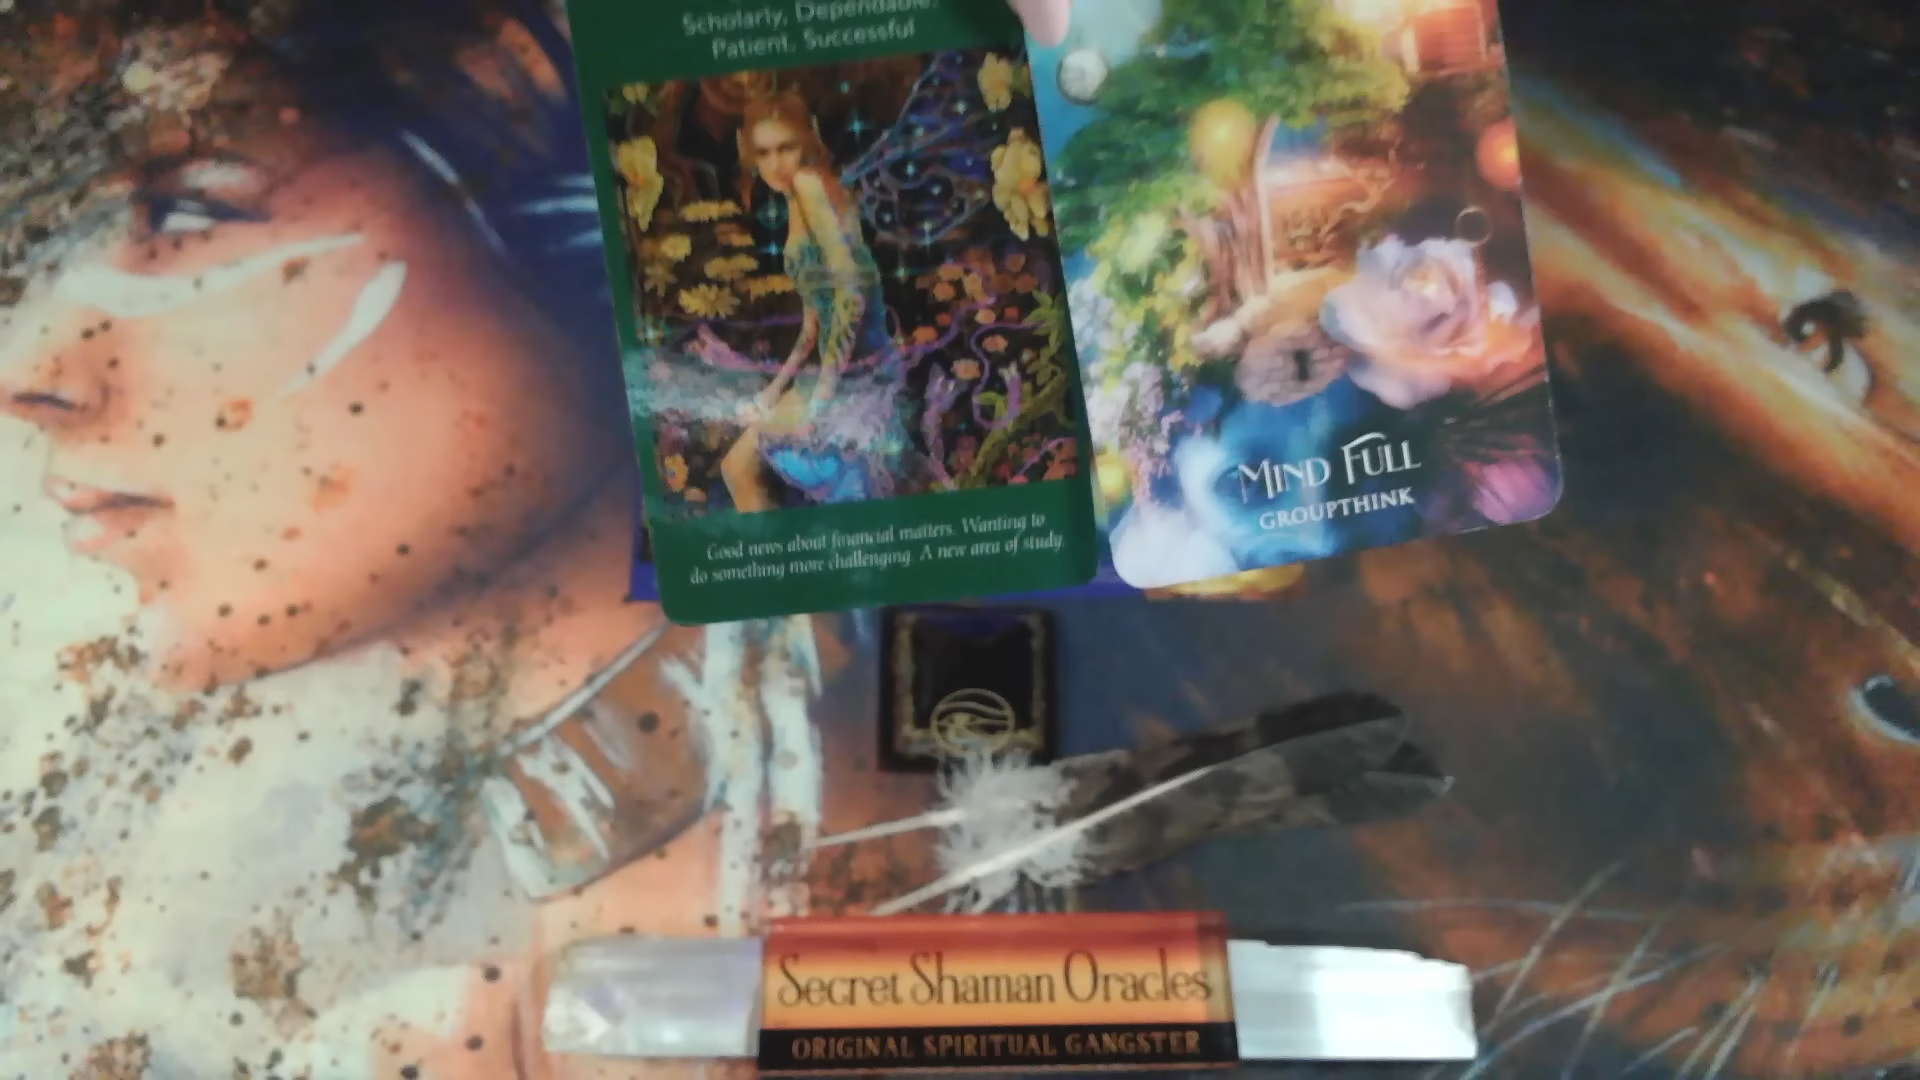 Scholarly, Dependable.
Patient. Successful
Good news about financial matters. Wanting to
do something more challenging. A new area of study.
MIND FULL
GROUPTHINK
Secret Shaman Oracles
ORIGINAL SPIRITUAL GANGSTER